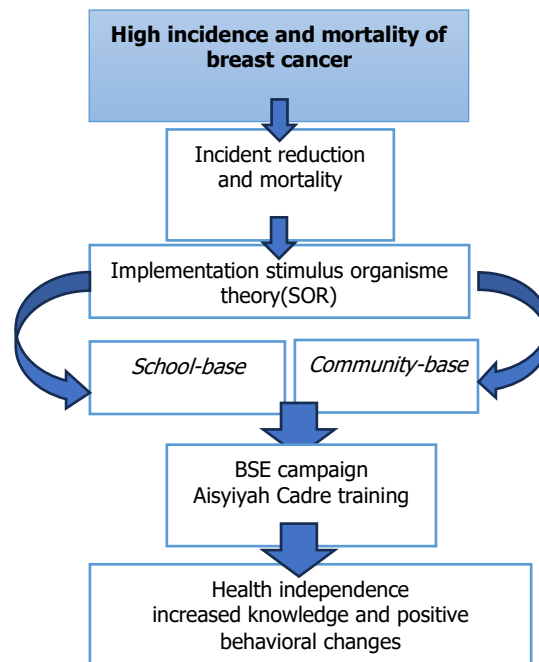 High incidence and mortality of
breast cancer
Incident reduction
and mortality
Implementation stimulus organisme
theory(SOR)
School-base
Community-base
BSE campaign
Aisyiyah Cadre training
Health independence
increased knowledge and positive
behavioral changes